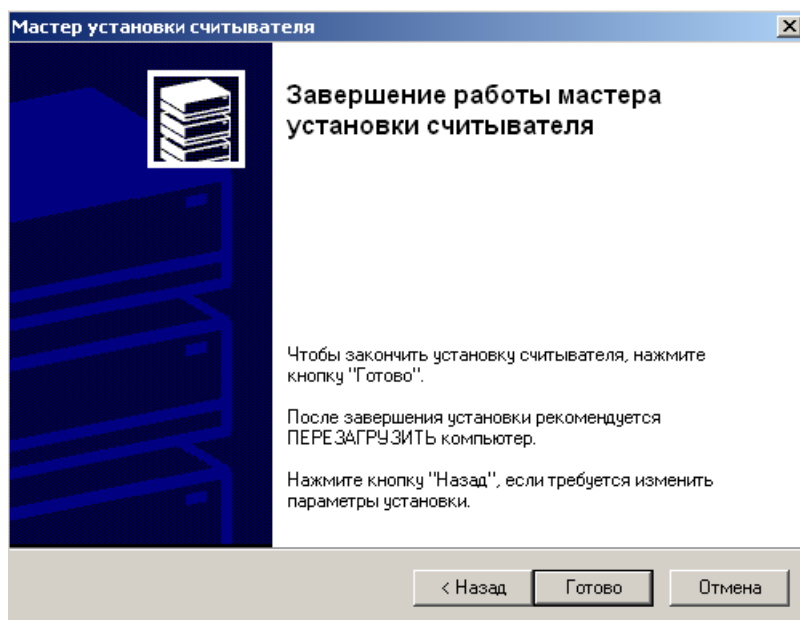 Мастер установки считывателя
Завершение работы мастера
установки считывателя
Чтобы закончить установку считывателя, нажмите
кнопку "Готово".
После завершения установки рекомендуется
ПЕРЕЗАГРУЗИТЬ компьютер.
Нажмите кнопку "Назад", если требуется изменить
параметры установки.
< Назад
Готово
Отмена